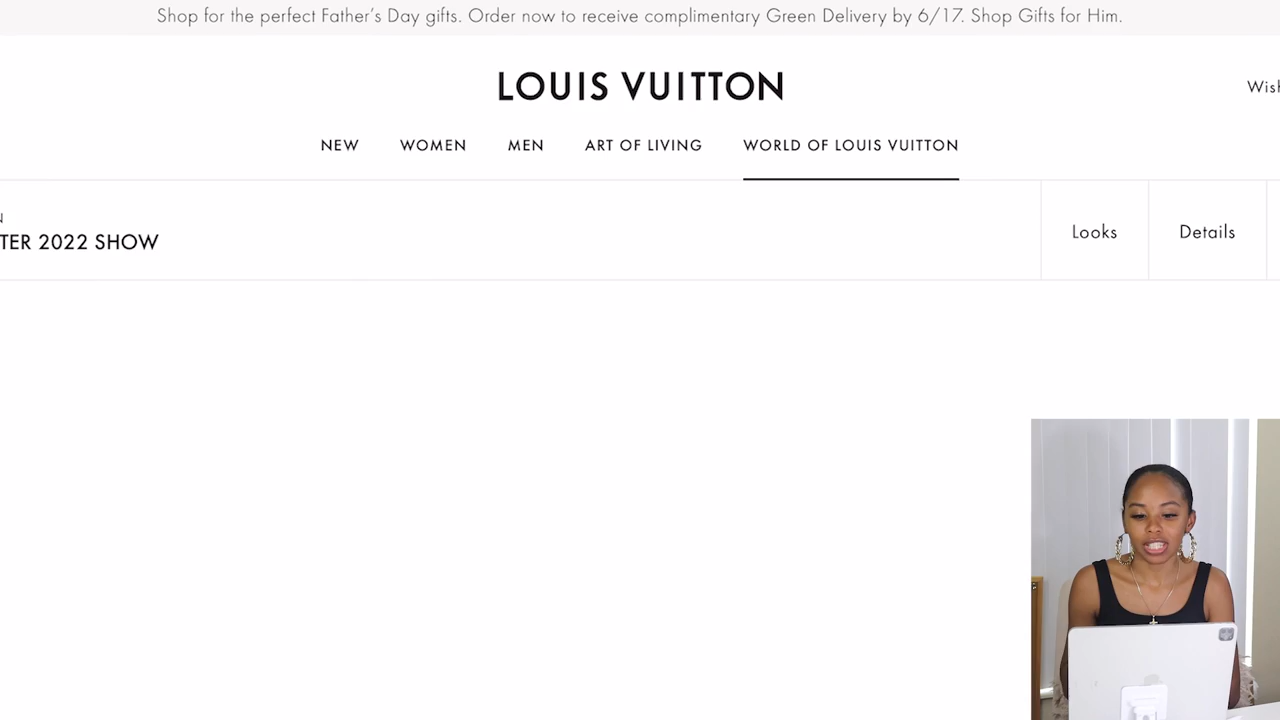 Shop for the perfect Father's Day gifts. Order now to receive complimentary Green Delivery by 6/17. Shop Gifts for Him.
LOUIS VUITTON
Wish
NEW WOMEN MEN ART OF LIVING WORLD OF LOUIS VUITTON
N
TER 2022 SHOW
Looks Details